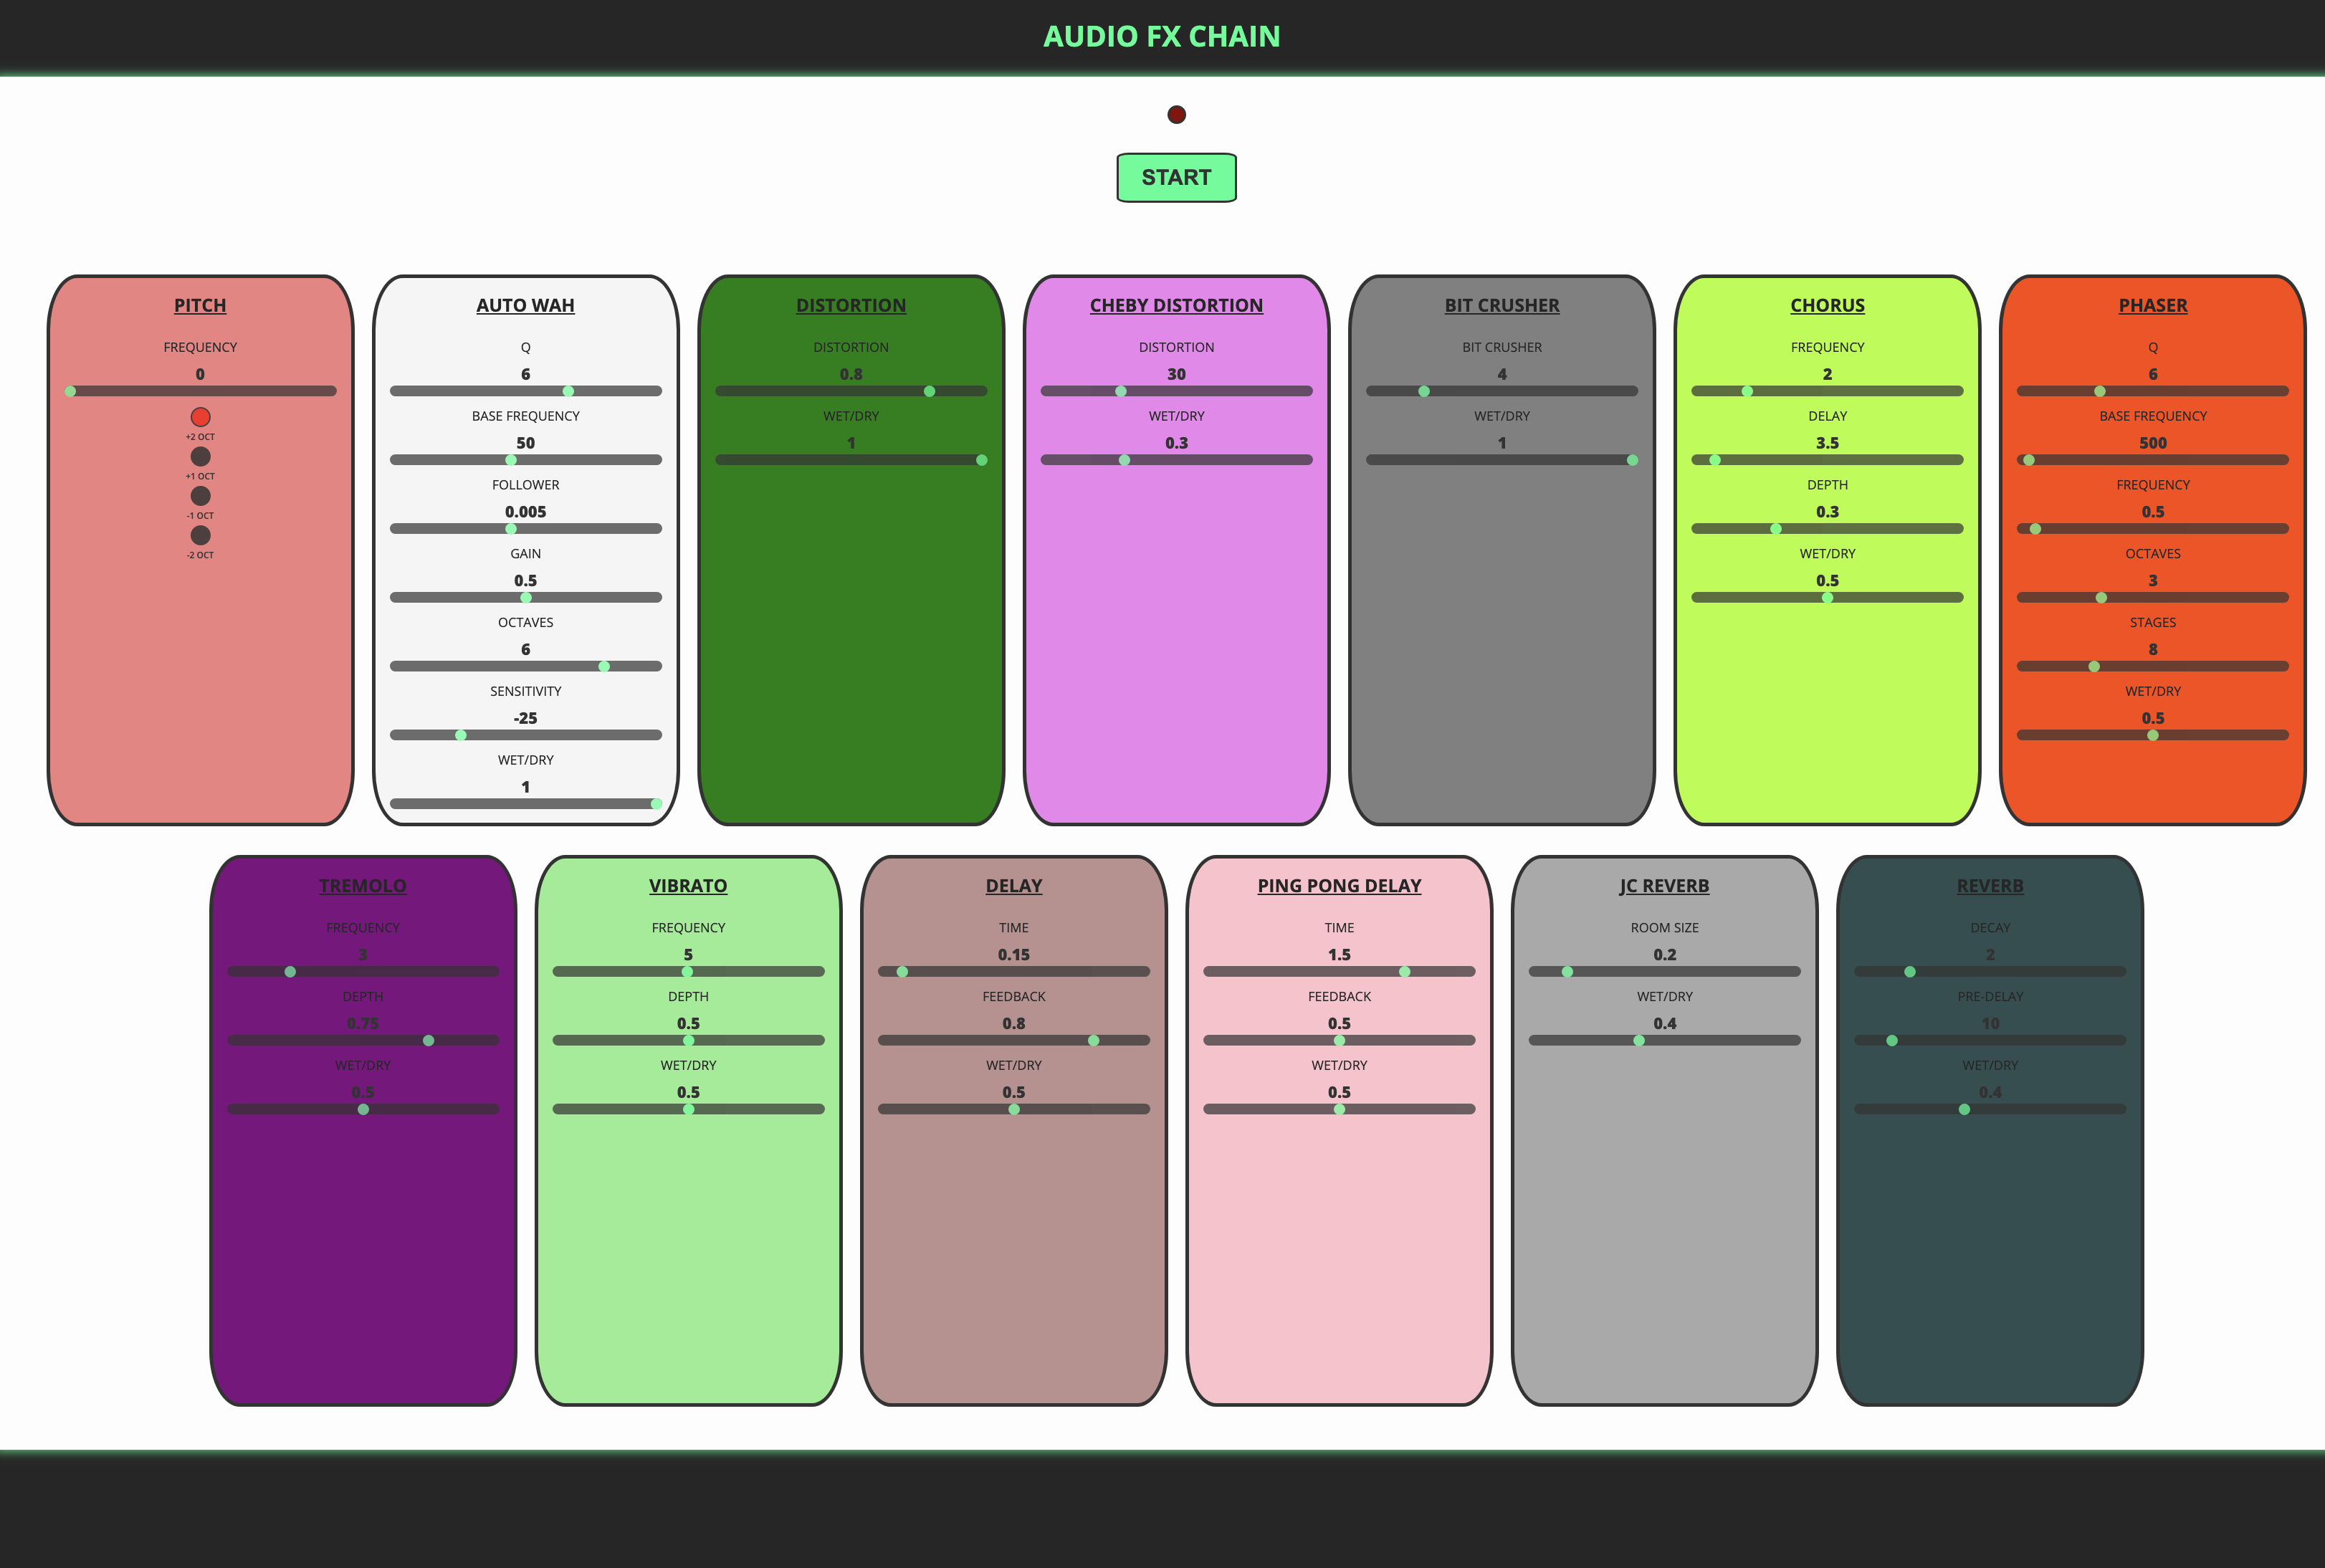 AUDIO FX CHAIN
START
PITCH
FREQUENCY
0
+2 OCT
+1 OCT
-1 OCT
-2 OCT
AUTO WAH
Q
6
BASE FREQUENCY
50
FOLLOWER
0.005
GAIN
0.5
OCTAVES
6
SENSITIVITY
-25
WET/DRY
1
DISTORTION
DISTORTION
0.8
WET/DRY
1
CHEBY DISTORTION
DISTORTION
30
WET/DRY
0.3
BIT CRUSHER
BIT CRUSHER
4
WET/DRY
1
CHORUS
FREQUENCY
2
DELAY
3.5
DEPTH
0.3
WET/DRY
0.5
PHASER
Q
6
BASE FREQUENCY
500
FREQUENCY
0.5
OCTAVES
3
STAGES
8
WET/DRY
0.5
TREMOLO
FREQUENCY
3
DEPTH
0.75
WET/DRY
0.5
VIBRATO
FREQUENCY
5
DEPTH
0.5
WET/DRY
0.5
DELAY
TIME
0.15
FEEDBACK
0.8
WET/DRY
0.5
PING PONG DELAY
TIME
1.5
FEEDBACK
0.5
WET/DRY
0.5
JC REVERB
ROOM SIZE
0.2
WET/DRY
0.4
REVERB
DECAY
2
PRE-DELAY
10
WET/DRY
0.4